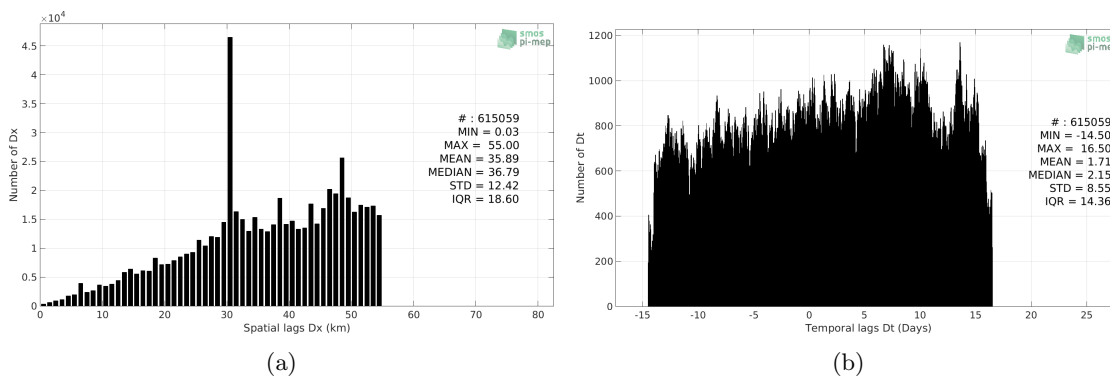 ×10⁴
4.5
4
3.5
3
2.5
2
1.5
1
0.5
0
Number of Dx
smos
pi-mep
# : 615059
MIN = 0.03
MAX = 55.00
MEAN = 35.89
MEDIAN = 36.79
STD = 12.42
IQR = 18.60
0 10 20 30 40 50 60 70 80
Spatial lags Dx (km)
(a)
1200
1000
800
600
400
200
0
Number of Dt
smos
pi-mep
# : 615059
MIN = -14.50
MAX = 16.50
MEAN = 1.71
MEDIAN = 2.15
STD = 8.55
IQR = 14.36
-15 -10 -5 0 5 10 15 20 25
Temporal lags Dt (Days)
(b)